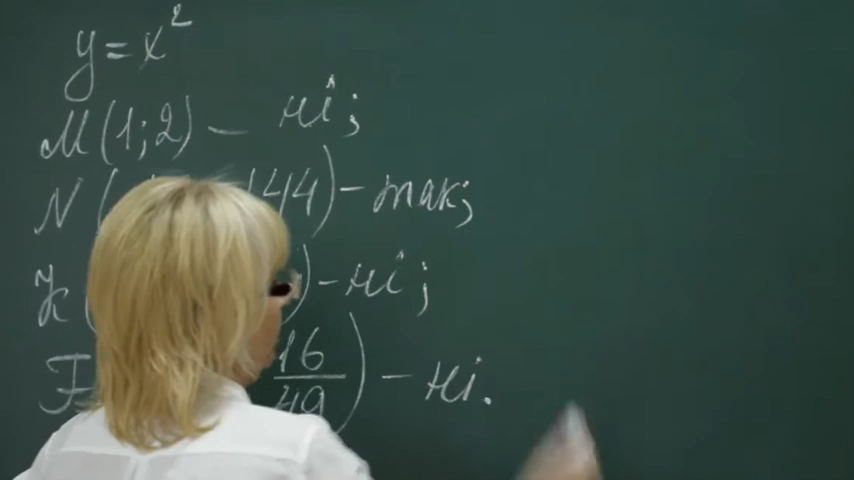 y = x²
M(1;2) – ні;
N( 144) – так;
K( ) – ні;
F( 16/49) – ні.